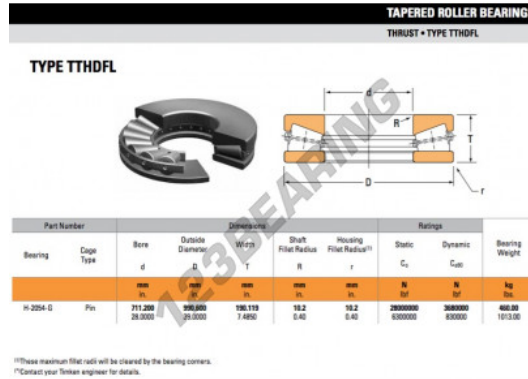 TAPERED ROLLER BEARING
THRUST • TYPE TTHDFL
TYPE TTHDFL
d
R
T
D
r
123BEARING
Part Number Dimensions Ratings
Bearing Cage Type Bore Outside Diameter Width Shaft Fillet Radius Housing Fillet Radius(1) Static Dynamic Bearing Weight
d D T R r C₀ Ca90
mm mm mm mm mm N N kg
in. in. in. in. in. lbf lbf lbs.
H-2054-G Pin 711.200 190.119 10.2 10.2 3680000 460.00
28.0000 7.4850 0.40 0.40 6300000 830000 1013.00
(1)These maximum fillet radii will be cleared by the bearing corners.
Contact your Timken engineer for details.